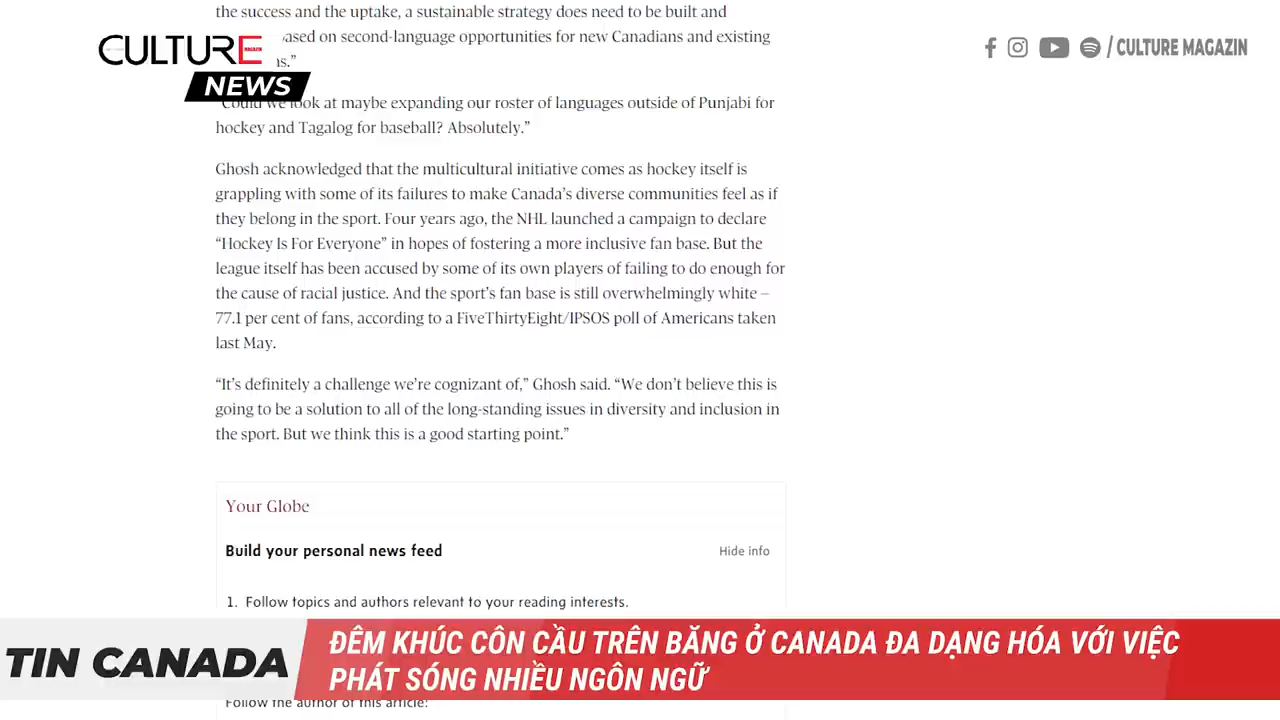 the success and the uptake, a sustainable strategy does need to be built and
CULTURE
MAGAZIN
NEWS
/ CULTURE MAGAZIN
based on second-language opportunities for new Canadians and existing
ns.”
“Could we look at maybe expanding our roster of languages outside of Punjabi for
hockey and Tagalog for baseball? Absolutely.”
Ghosh acknowledged that the multicultural initiative comes as hockey itself is
grappling with some of its failures to make Canada’s diverse communities feel as if
they belong in the sport. Four years ago, the NHL launched a campaign to declare
“Hockey Is For Everyone” in hopes of fostering a more inclusive fan base. But the
league itself has been accused by some of its own players of failing to do enough for
the cause of racial justice. And the sport’s fan base is still overwhelmingly white –
77.1 per cent of fans, according to a FiveThirtyEight/IPSOS poll of Americans taken
last May.
“It’s definitely a challenge we’re cognizant of,” Ghosh said. “We don’t believe this is
going to be a solution to all of the long-standing issues in diversity and inclusion in
the sport. But we think this is a good starting point.”
Your Globe
Build your personal news feed
Hide info
1. Follow topics and authors relevant to your reading interests.
TIN CANADA
ĐÊM KHÚC CÔN CẦU TRÊN BĂNG Ở CANADA ĐA DẠNG HÓA VỚI VIỆC
PHÁT SÓNG NHIỀU NGÔN NGỮ
Follow the author of this article: